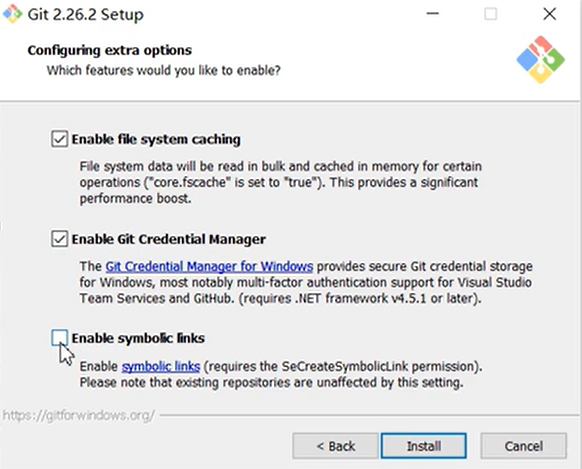 Git 2.26.2 Setup
Configuring extra options
Which features would you like to enable?
Enable file system caching
File system data will be read in bulk and cached in memory for certain
operations ("core.fscache" is set to "true"). This provides a significant
performance boost.
Enable Git Credential Manager
The Git Credential Manager for Windows provides secure Git credential storage
for Windows, most notably multi-factor authentication support for Visual Studio
Team Services and GitHub. (requires .NET framework v4.5.1 or later).
Enable symbolic links
Enable symbolic links (requires the SeCreateSymbolicLink permission).
Please note that existing repositories are unaffected by this setting.
https://gitforwindows.org/
< Back
Install
Cancel